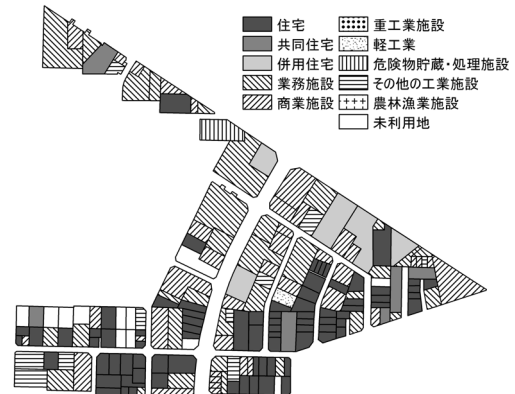 住宅
共同住宅
併用住宅
業務施設
商業施設
重工業施設
軽工業
危険物貯蔵・処理施設
その他の工業施設
農林漁業施設
未利用地